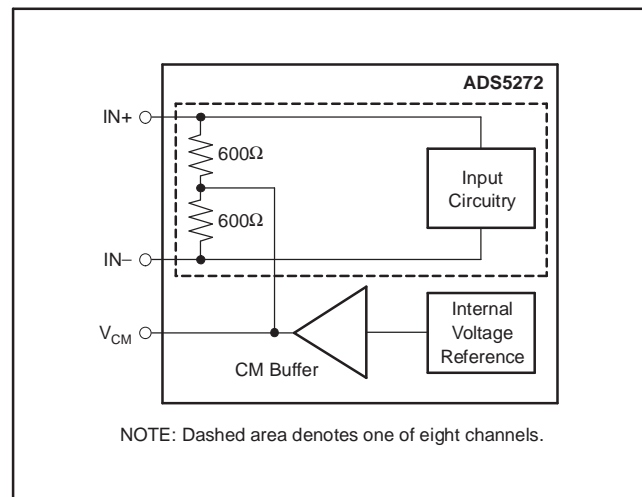 ADS5272
IN+
600Ω
Input
Circuitry
600Ω
IN−
Internal
Voltage
Reference
VCM
CM Buffer
NOTE: Dashed area denotes one of eight channels.